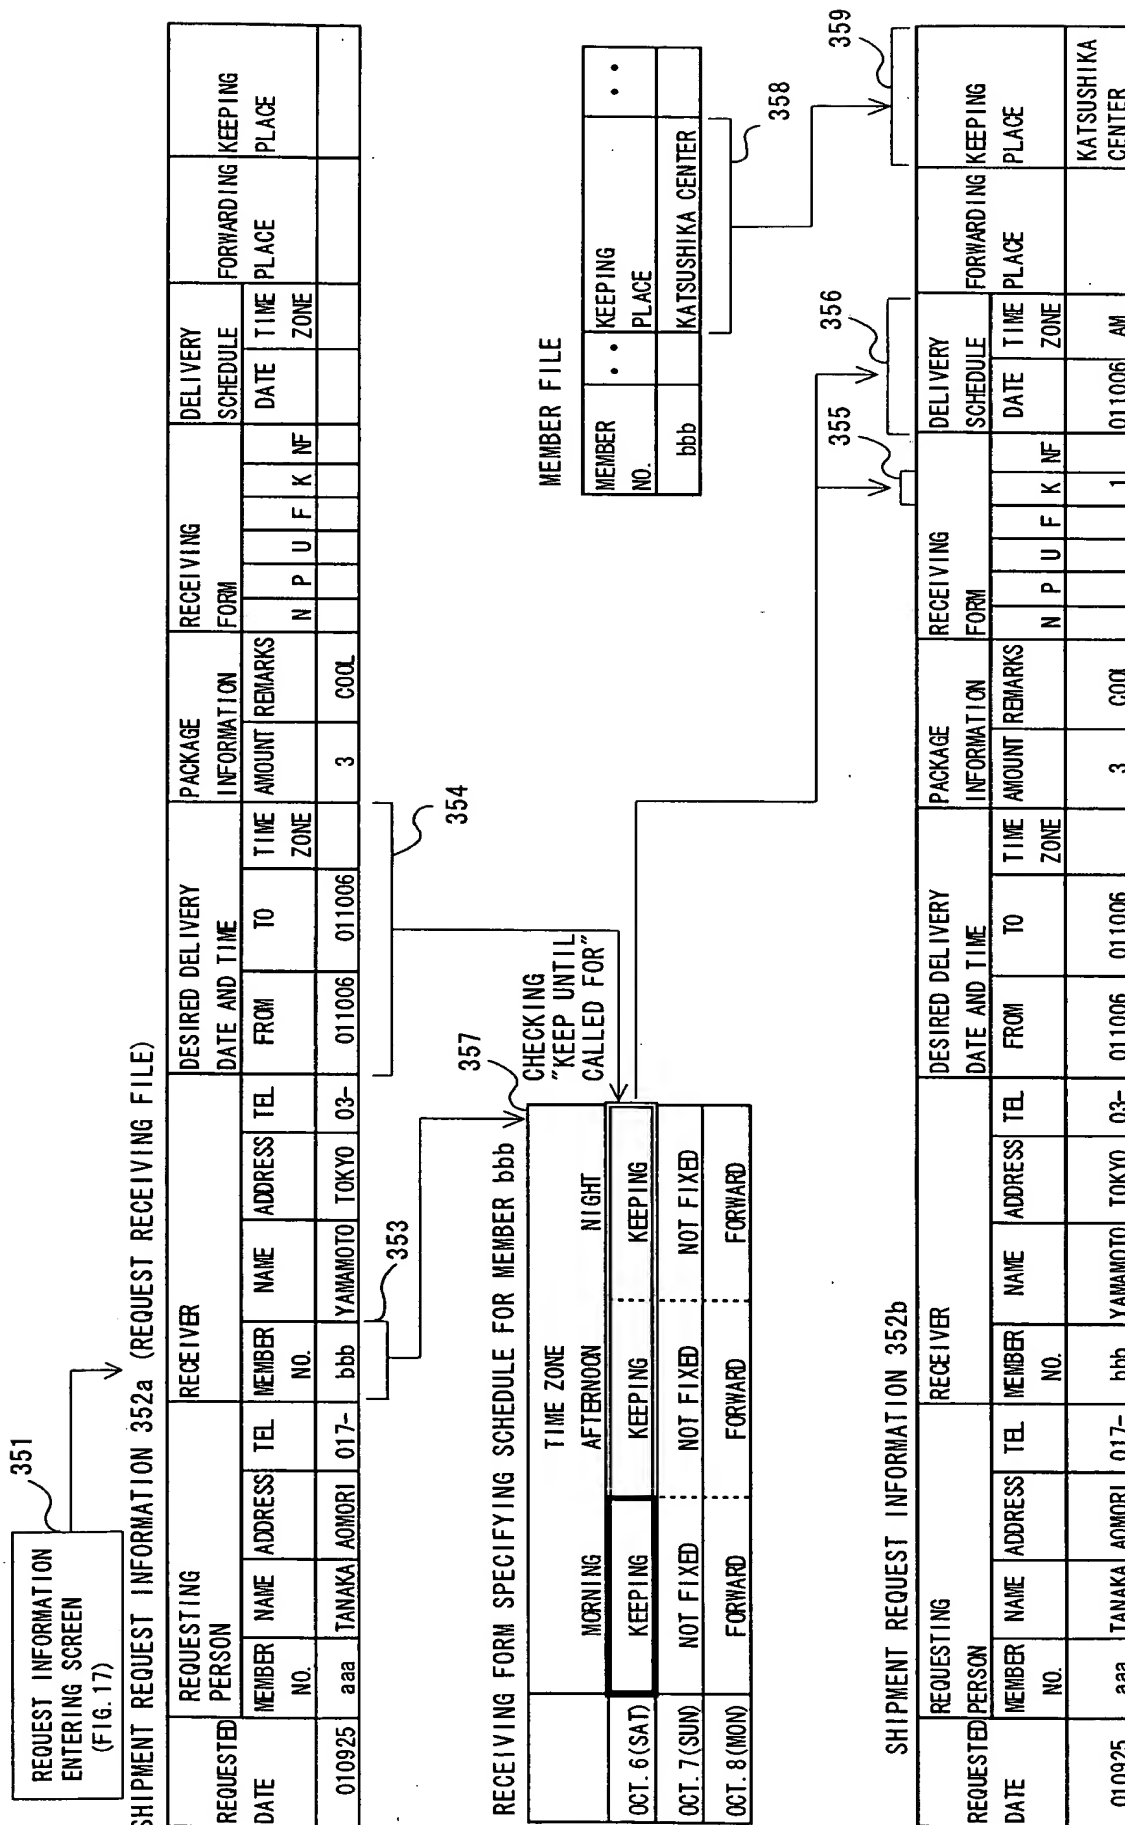 351
REQUEST INFORMATION
ENTERING SCREEN
(FIG. 17)
SHIPMENT REQUEST INFORMATION 352a (REQUEST RECEIVING FILE)
REQUESTED DATE
REQUESTING PERSON
RECEIVER
DESIRED DELIVERY DATE AND TIME
PACKAGE INFORMATION
RECEIVING FORM
DELIVERY SCHEDULE
FORWARDING PLACE
KEEPING PLACE
MEMBER NO. NAME ADDRESS TEL MEMBER NO. NAME ADDRESS TEL FROM TO TIME ZONE AMOUNT REMARKS N P U F K NF DATE TIME ZONE
010925 aaa TANAKA AOMORI 017- bbb YAMAMOTO TOKYO 03- 011006 011006 3 COOL
353
354
357
CHECKING
"KEEP UNTIL
CALLED FOR"
RECEIVING FORM SPECIFYING SCHEDULE FOR MEMBER bbb
TIME ZONE
MORNING AFTERNOON NIGHT
OCT. 6(SAT) KEEPING KEEPING KEEPING
OCT. 7(SUN) NOT FIXED NOT FIXED NOT FIXED
OCT. 8(MON) FORWARD FORWARD FORWARD
MEMBER FILE
MEMBER NO. ・・ KEEPING PLACE ・・
bbb KATSUSHIKA CENTER
358
355
356
359
SHIPMENT REQUEST INFORMATION 352b
REQUESTED DATE
REQUESTING PERSON
RECEIVER
DESIRED DELIVERY DATE AND TIME
PACKAGE INFORMATION
RECEIVING FORM
DELIVERY SCHEDULE
FORWARDING PLACE
KEEPING PLACE
MEMBER NO. NAME ADDRESS TEL MEMBER NO. NAME ADDRESS TEL FROM TO TIME ZONE AMOUNT REMARKS N P U F K NF DATE TIME ZONE
010925 aaa TANAKA AOMORI 017- bbb YAMAMOTO TOKYO 03- 011006 011006 3 COOL 1 011006 AM KATSUSHIKA CENTER